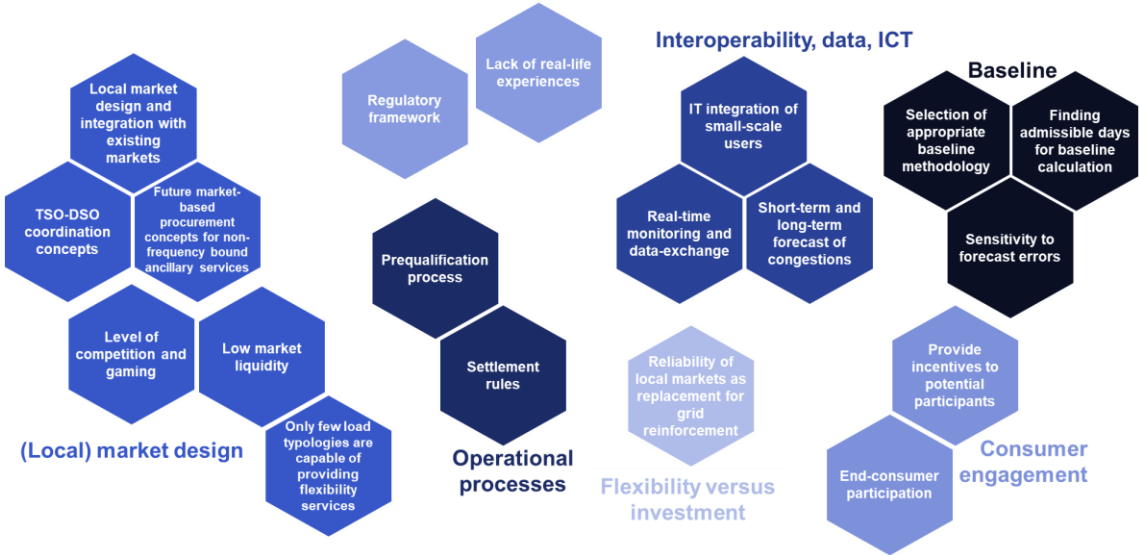 Local market
design and
integration with
existing
markets
TSO-DSO
coordination
concepts
Future market-
based
procurement
concepts for non-
frequency bound
ancillary services
Level of
competition and
gaming
Low market
liquidity
Only few load
typologies are
capable of
providing
flexibility
services
(Local) market design
Regulatory
framework
Lack of real-life
experiences
Prequalification
process
Settlement
rules
Operational
processes
Interoperability, data, ICT
IT integration of
small-scale
users
Real-time
monitoring and
data-exchange
Short-term and
long-term
forecast of
congestions
Reliability of
local markets as
replacement for
grid
reinforcement
Flexibility versus
investment
Baseline
Selection of
appropriate
baseline
methodology
Finding
admissible days
for baseline
calculation
Sensitivity to
forecast errors
Provide
incentives to
potential
participants
End-consumer
participation
Consumer
engagement